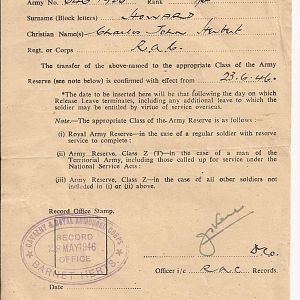 Army No. Rank
Surname (Block letters) Howard
Christian Name(s) Charles John
Regt. or Corps R.A.C.
The transfer of above-named to the appropriate Class of the Army
Reserve (see note below) is confirmed with effect from 23.6.46.
*The date to be inserted here will be that following the day on which
Release Leave terminates, including any additional leave to which the
soldier may be entitled by virtue of service overseas.
Note.—The appropriate Class of the Army Reserve is as follows :—
(i) Royal Army Reserve—in the case of a regular soldier with reserve
service to complete :
(ii) Army Reserve, Class Z (T)—in the case of a man of the
Territorial Army, including those called up for service under
the National Service Acts ;
(iii) Army Reserve, Class Z—in the case of all other soldiers not
included in (i) or (ii) above.
Record Office Stamp.
CAVALRY & ROYAL ARMOURED CORPS
RECORD
MAY 1946
OFFICE
BARNET HERTS.
Officer i/c R.A.C. Records.
Date